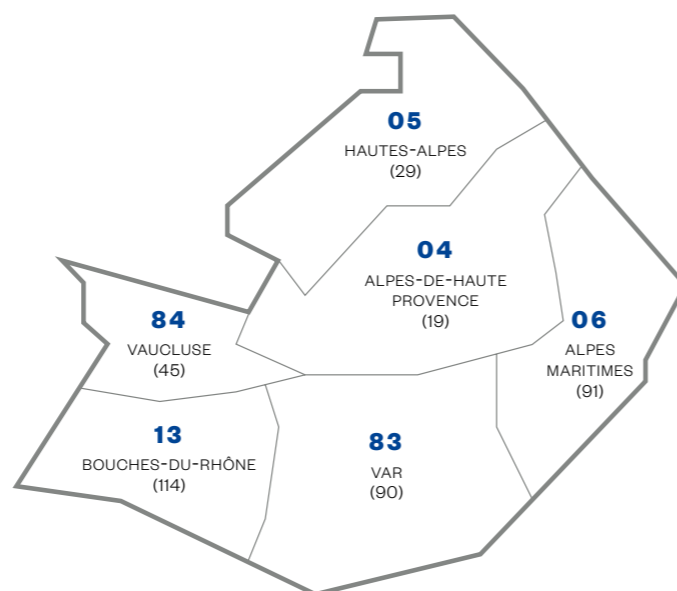 05
HAUTES-ALPES
(29)
04
ALPES-DE-HAUTE
PROVENCE
(19)
84
VAUCLUSE
(45)
06
ALPES
MARITIMES
(91)
13
BOUCHES-DU-RHÔNE
(114)
83
VAR
(90)